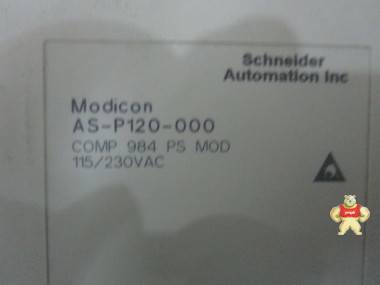 Schneider
Automation Inc
Modicon
AS-P120-000
COMP 984 PS MOD
115/230VAC